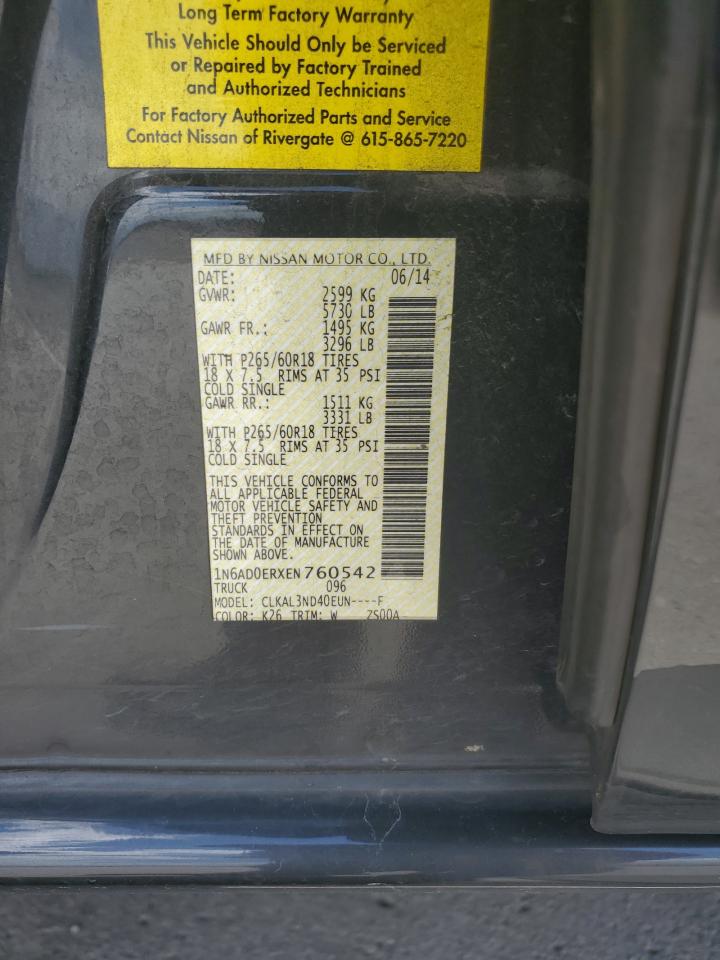 Long Term Factory Warranty
This Vehicle Should Only be Serviced
or Repaired by Factory Trained
and Authorized Technicians
For Factory Authorized Parts and Service
Contact Nissan of Rivergate @ 615-865-7220
MFD BY NISSAN MOTOR CO., LTD.
DATE: 06/14
GVWR: 2599 KG
5730 LB
GAWR FR.: 1495 KG
3296 LB
WITH P265/60R18 TIRES
18 X 7.5 RIMS AT 35 PSI
COLD SINGLE
GAWR RR.: 1511 KG
3331 LB
WITH P265/60R18 TIRES
18 X 7.5 RIMS AT 35 PSI
COLD SINGLE
THIS VEHICLE CONFORMS TO
ALL APPLICABLE FEDERAL
MOTOR VEHICLE SAFETY AND
THEFT PREVENTION
STANDARDS IN EFFECT ON
THE DATE OF MANUFACTURE
SHOWN ABOVE.
1N6AD0ERXEN760542
TRUCK 096
MODEL: CLKAL3ND40EUN----F
COLOR: K26 TRIM: W ZS00A